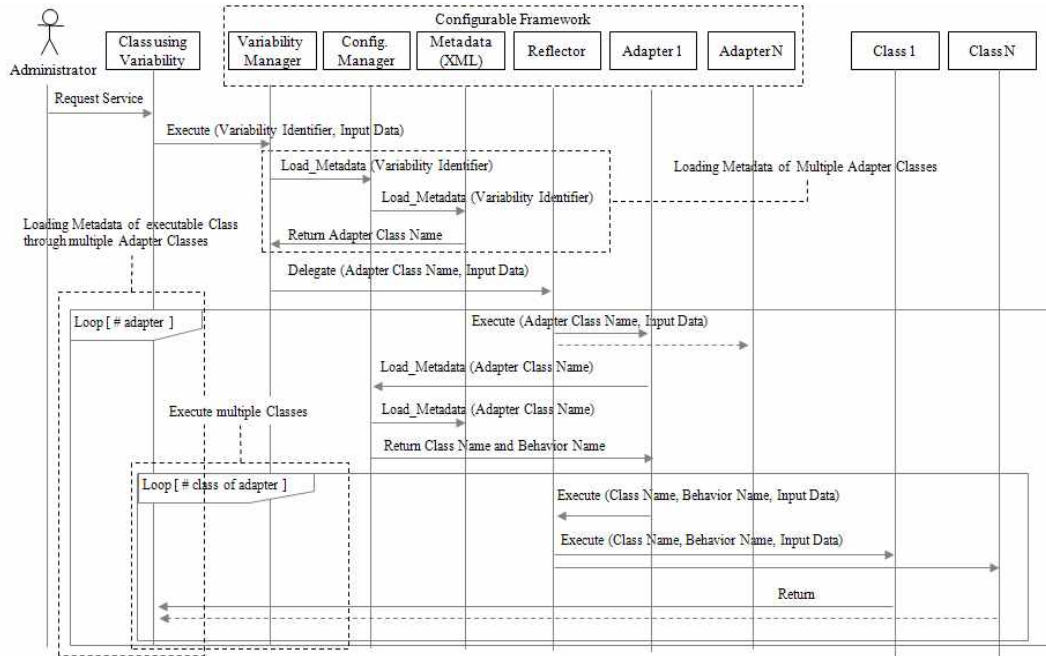 Configurable Framework
Administrator
Class using
Variability
Variability
Manager
Config.
Manager
Metadata
(XML)
Reflector
Adapter 1
Adapter N
Class 1
Class N
Request Service
Execute (Variability Identifier, Input Data)
Load_Metadata (Variability Identifier)
Loading Metadata of Multiple Adapter Classes
Load_Metadata (Variability Identifier)
Loading Metadata of executable Class
through multiple Adapter Classes
Return Adapter Class Name
Delegate (Adapter Class Name, Input Data)
Loop [ # adapter ]
Execute (Adapter Class Name, Input Data)
Load_Metadata (Adapter Class Name)
Execute multiple Classes
Load_Metadata (Adapter Class Name)
Return Class Name and Behavior Name
Loop [ # class of adapter ]
Execute (Class Name, Behavior Name, Input Data)
Execute (Class Name, Behavior Name, Input Data)
Return